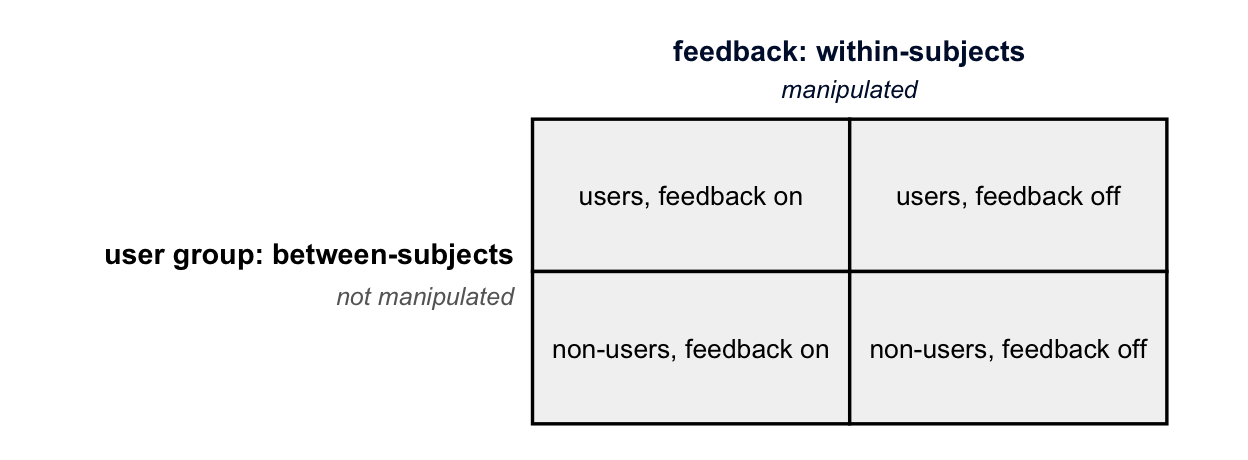 feedback: within-subjects
manipulated
users, feedback on
users, feedback off
user group: between-subjects
not manipulated
non-users, feedback on
non-users, feedback off